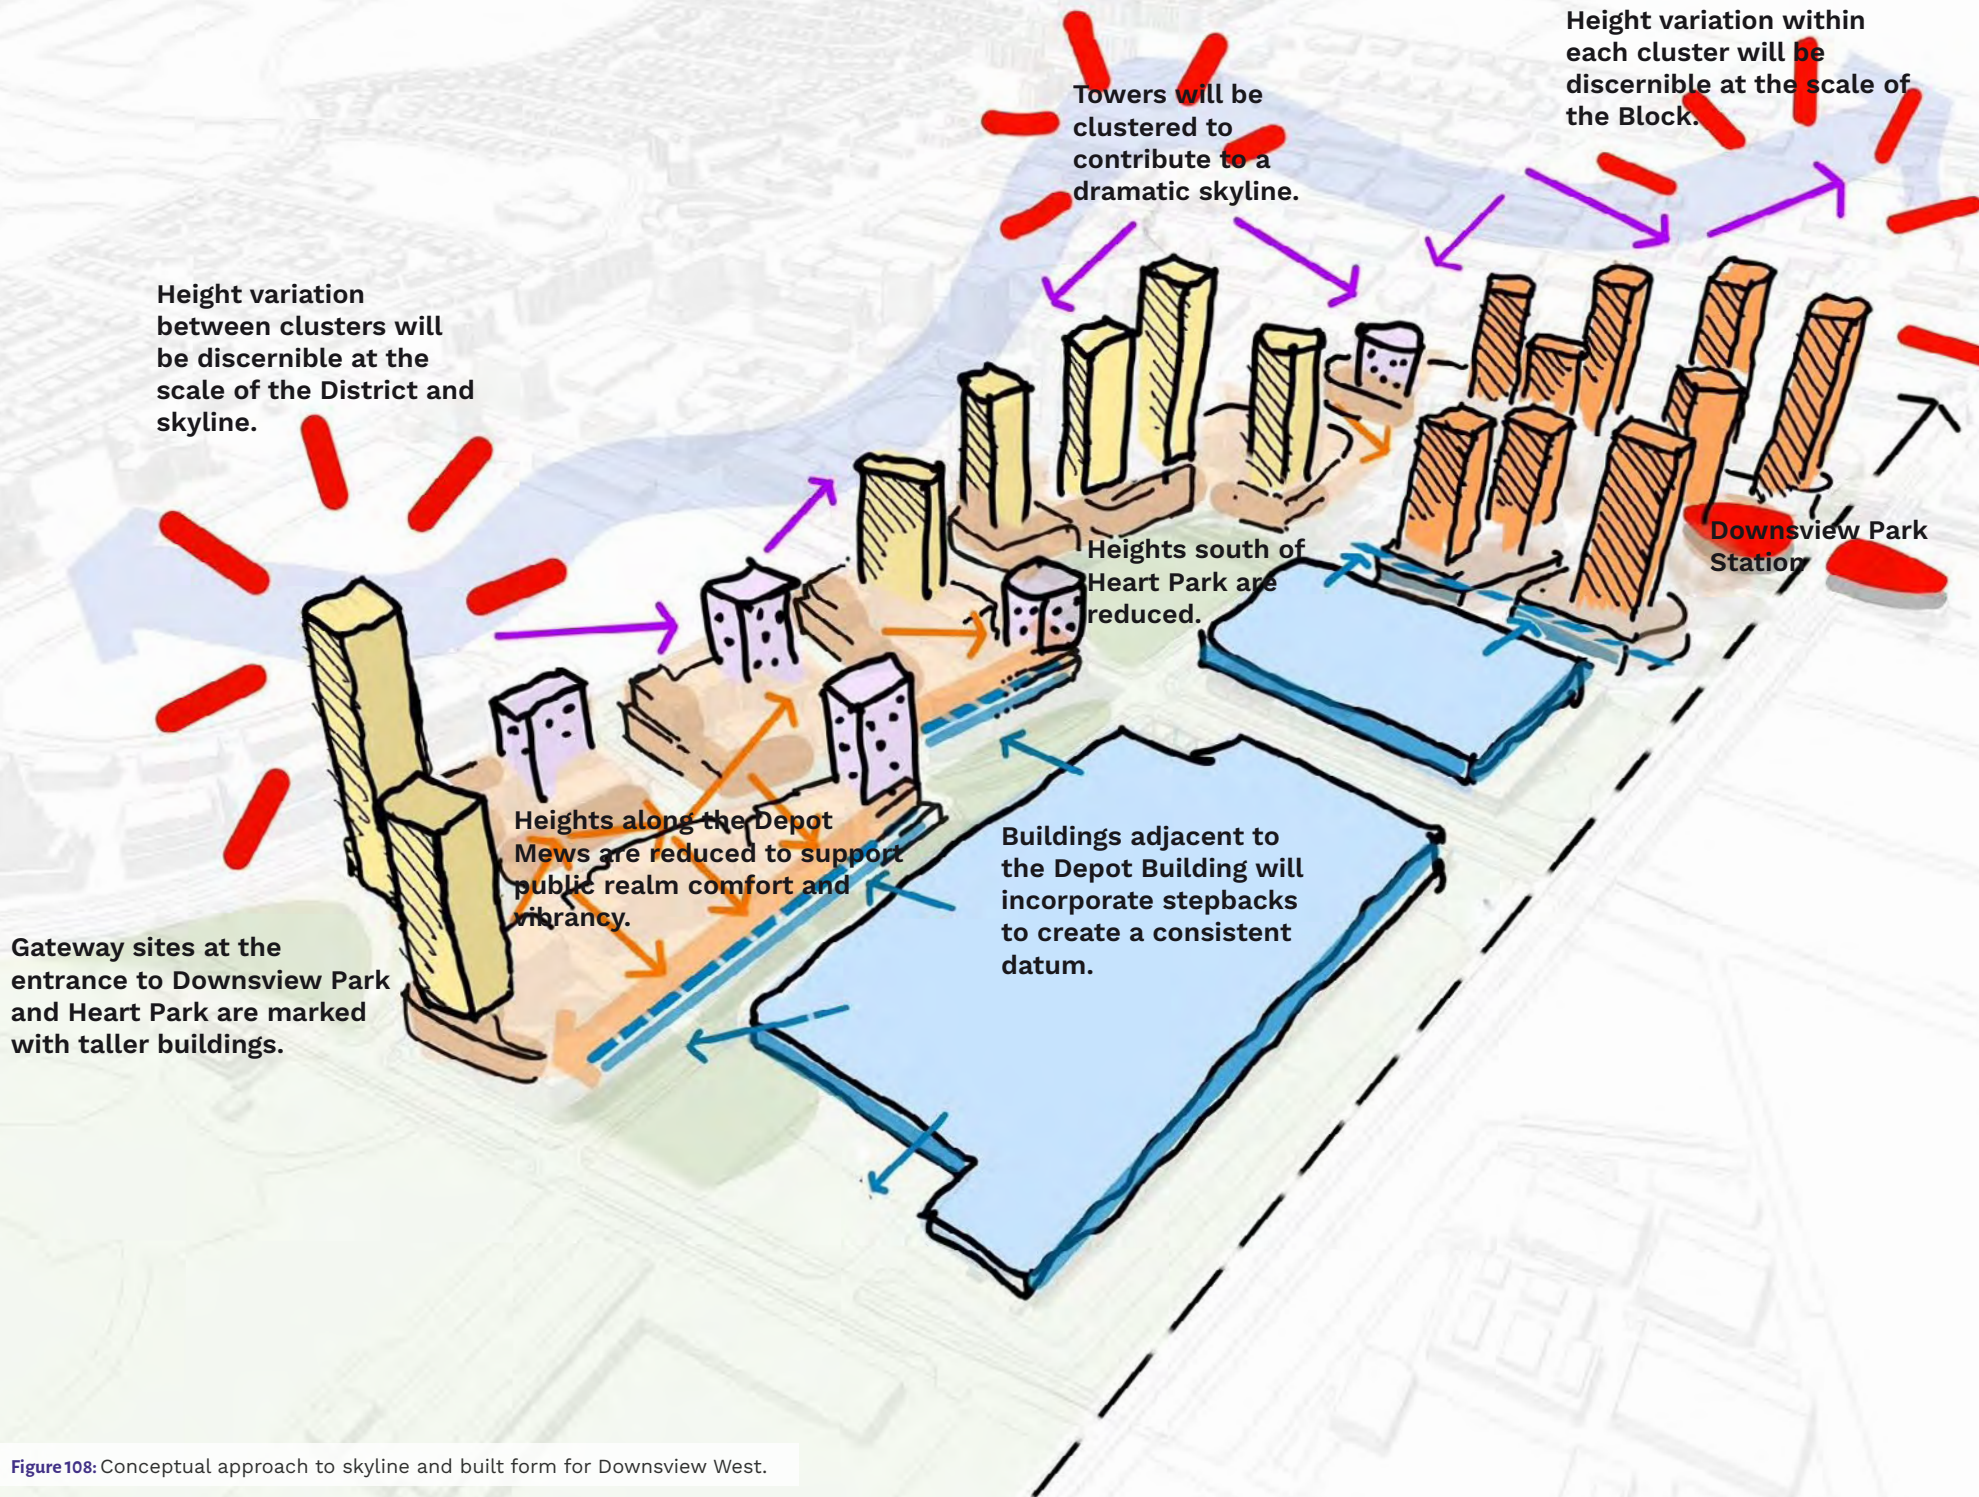 Height variation within
each cluster will be
discernible at the scale of
the Block.
Towers will be
clustered to
contribute to a
dramatic skyline.
Height variation
between clusters will
be discernible at the
scale of the District and
skyline.
Downsview Park
Station
Heights south of
Heart Park are
reduced.
Heights along the Depot
Mews are reduced to support
public realm comfort and
vibrancy.
Buildings adjacent to
the Depot Building will
incorporate stepbacks
to create a consistent
datum.
Gateway sites at the
entrance to Downsview Park
and Heart Park are marked
with taller buildings.
Figure 108: Conceptual approach to skyline and built form for Downsview West.